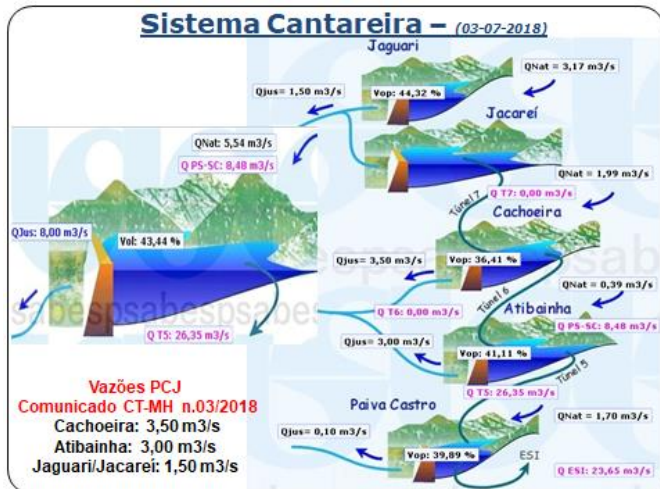 Sistema Cantareira – (03-07-2018)
Jaguari
QNat = 3,17 m3/s
Qjus= 1,50 m3/s
Vop: 44,32 %
Jacareí
QNat: 5,54 m3/s
Q PS-SC: 8,48 m3/s
QNat = 1,99 m3/s
Q T7: 0,00 m3/s
Túnel 7
Cachoeira
QJus: 8,00 m3/s
Vol: 43,44 %
Qjus= 3,50 m3/s
Vop: 36,41 %
QNat = 0,39 m3/s
sabespsabespsabespsabesp
Q T6: 0,00 m3/s
Túnel 6
Atibainha
Q PS-SC: 8,48 m3/s
Q T5: 26,35 m3/s
Qjus= 3,00 m3/s
Vop: 41,11 %
Túnel 5
Vazões PCJ
Comunicado CT-MH n.03/2018
Cachoeira: 3,50 m3/s
Atibainha: 3,00 m3/s
Jaguari/Jacareí: 1,50 m3/s
Q T5: 26,35 m3/s
Paiva Castro
QNat = 1,70 m3/s
Qjus= 0,10 m3/s
Vop: 39,89 %
ESI
Q ESI: 23,65 m3/s